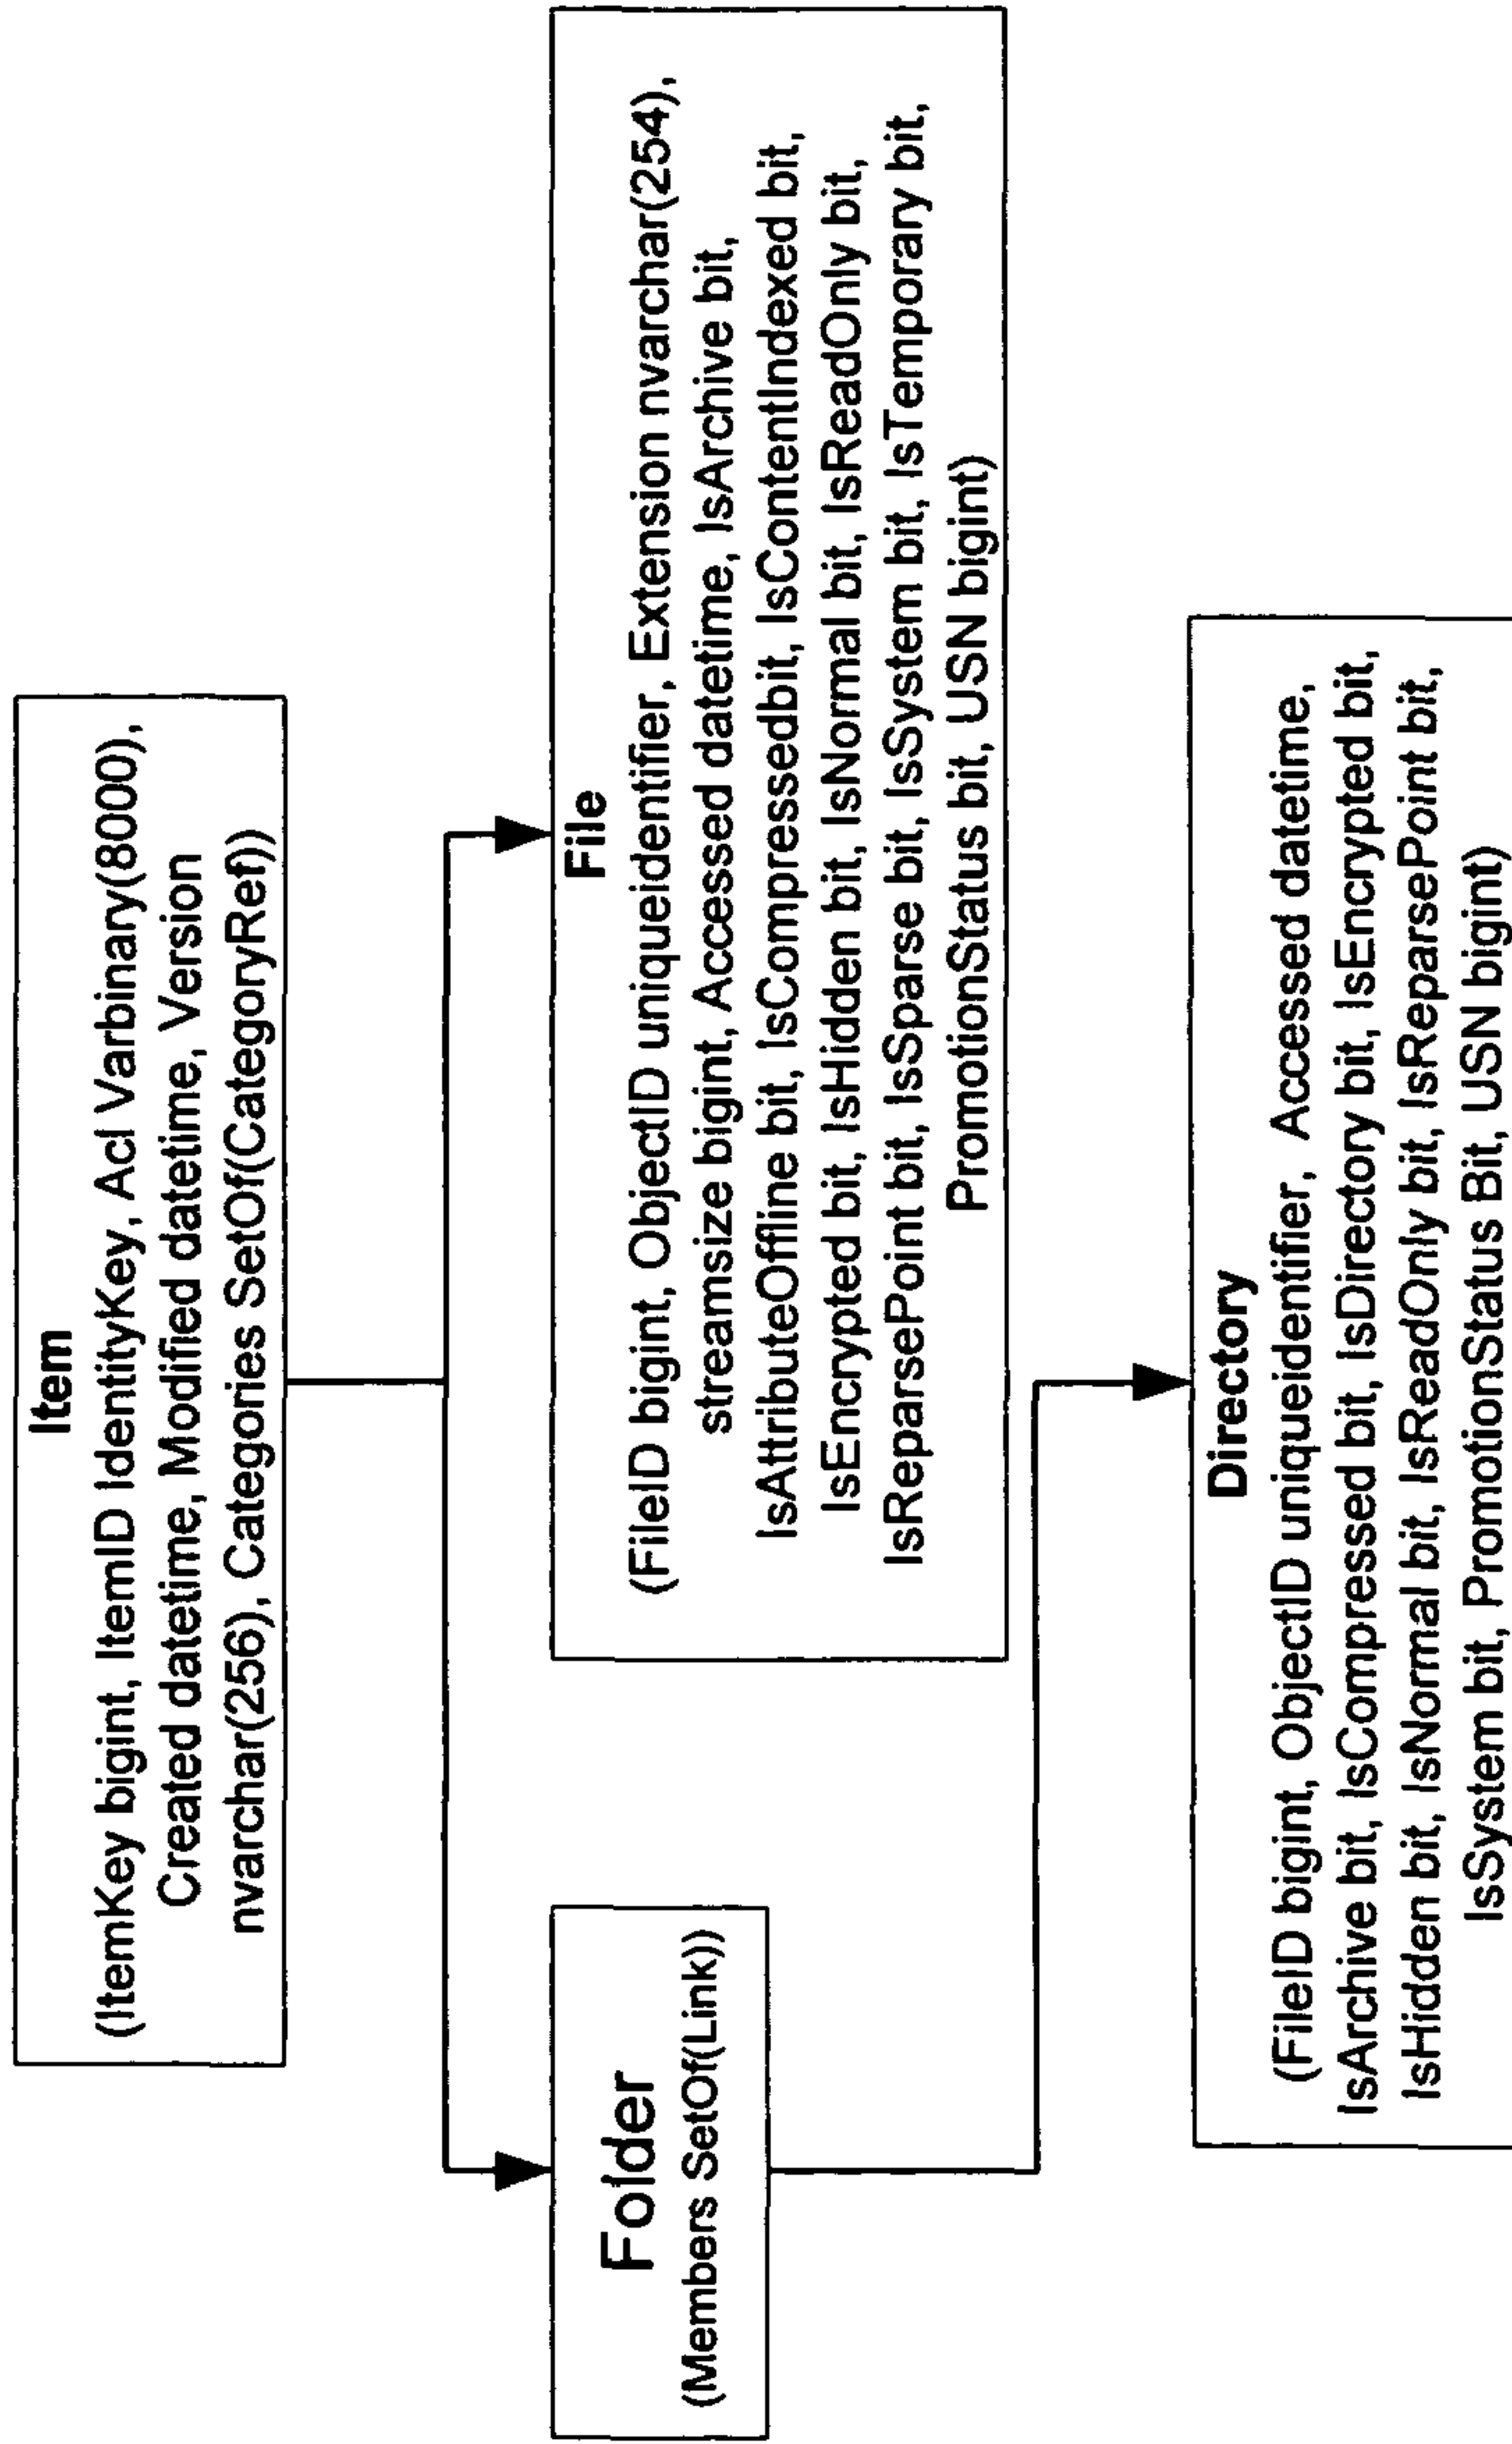 Item
(ItemKey bigint, ItemID IdentityKey, Acl Varbinary(8000),
Created datetime, Modified datetime, Version
nvarchar(256), Categories SetOf(CategoryRef))
Folder
(Members SetOf(Link))
File
(FileID bigint, ObjectID uniqueidentifier, Extension nvarchar(254),
streamsize bigint, Accessed datetime, IsArchive bit,
IsAttributeOffline bit, IsCompressedbit, IsContentIndexed bit,
IsEncrypted bit, IsHidden bit, IsNormal bit, IsReadOnly bit,
IsReparsePoint bit, IsSparse bit, IsSystem bit, IsTemporary bit,
PromotionStatus bit, USN bigint)
Directory
(FileID bigint, ObjectID uniqueidentifier, Accessed datetime,
IsArchive bit, IsCompressed bit, IsDirectory bit, IsEncrypted bit,
IsHidden bit, IsNormal bit, IsReadOnly bit, IsReparsePoint bit,
IsSystem bit, PromotionStatus Bit, USN bigint)